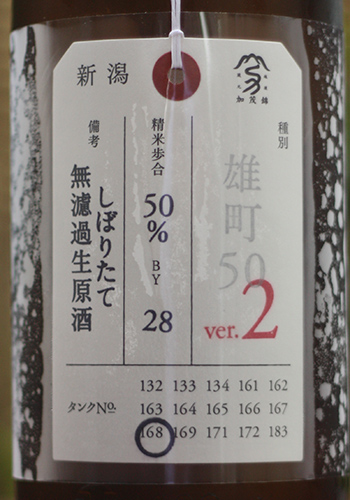 新潟
加茂錦
種別
雄町50
ver.2
精米歩合
50%
BY
28
備考
しぼりたて
無濾過生原酒
タンクNo.
132 133 134 161 162
163 164 165 166 167
168 169 171 172 183